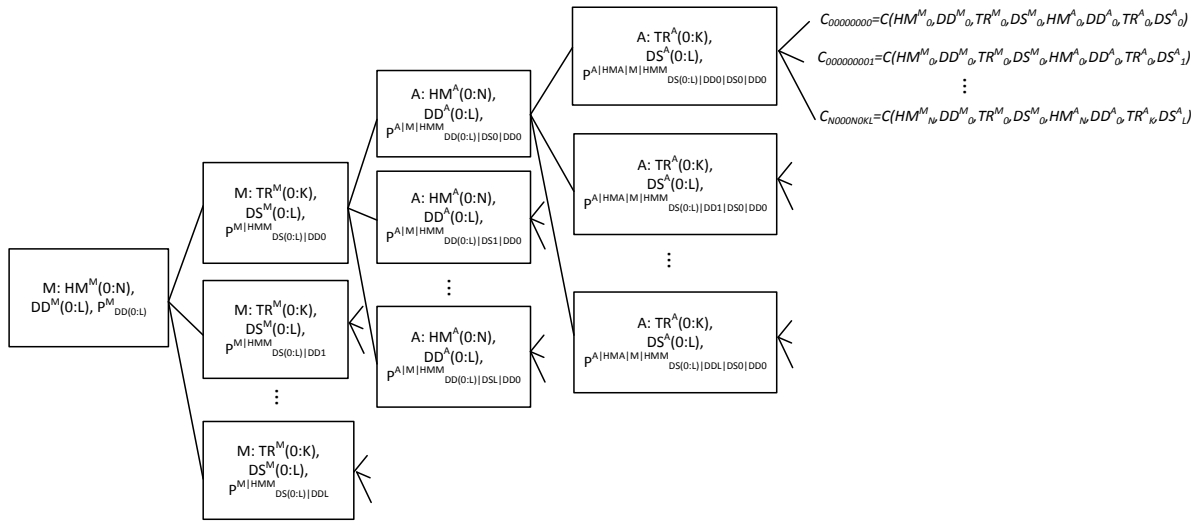 M: HM^M(0:N),
DD^M(0:L), P^M_DD(0:L)
M: TR^M(0:K),
DS^M(0:L),
P^M|HMM_DS(0:L)|DD0
M: TR^M(0:K),
DS^M(0:L),
P^M|HMM_DS(0:L)|DD1
⋮
M: TR^M(0:K),
DS^M(0:L),
P^M|HMM_DS(0:L)|DDL
A: HM^A(0:N),
DD^A(0:L),
P^A|M|HMM_DD(0:L)|DS0|DD0
A: HM^A(0:N),
DD^A(0:L),
P^A|M|HMM_DD(0:L)|DS1|DD0
⋮
A: HM^A(0:N),
DD^A(0:L),
P^A|M|HMM_DD(0:L)|DSL|DD0
A: TR^A(0:K),
DS^A(0:L),
P^A|HMA|M|HMM_DS(0:L)|DD0|DS0|DD0
A: TR^A(0:K),
DS^A(0:L),
P^A|HMA|M|HMM_DS(0:L)|DD1|DS0|DD0
⋮
A: TR^A(0:K),
DS^A(0:L),
P^A|HMA|M|HMM_DS(0:L)|DDL|DS0|DD0
C_00000000=C(HM^M_0,DD^M_0,TR^M_0,DS^M_0,HM^A_0,DD^A_0,TR^A_0,DS^A_0)
C_000000001=C(HM^M_0,DD^M_0,TR^M_0,DS^M_0,HM^A_0,DD^A_0,TR^A_0,DS^A_1)
⋮
C_N000N0KL=C(HM^M_N,DD^M_0,TR^M_0,DS^M_0,HM^A_N,DD^A_0,TR^A_K,DS^A_L)